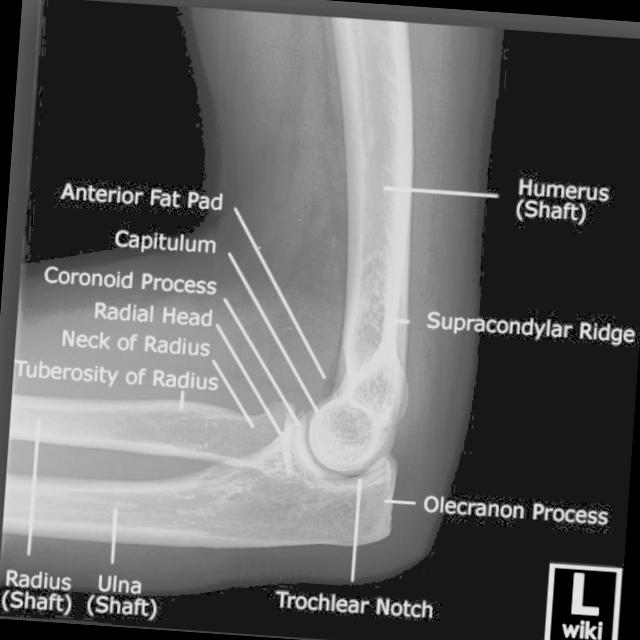 Anterior Fat Pad
Capitulum
Coronoid Process
Radial Head
Neck of Radius
Tuberosity of Radius
Humerus
(Shaft)
Supracondylar Ridge
Olecranon Process
Radius
(Shaft)
Ulna
(Shaft)
Trochlear Notch
L
wiki